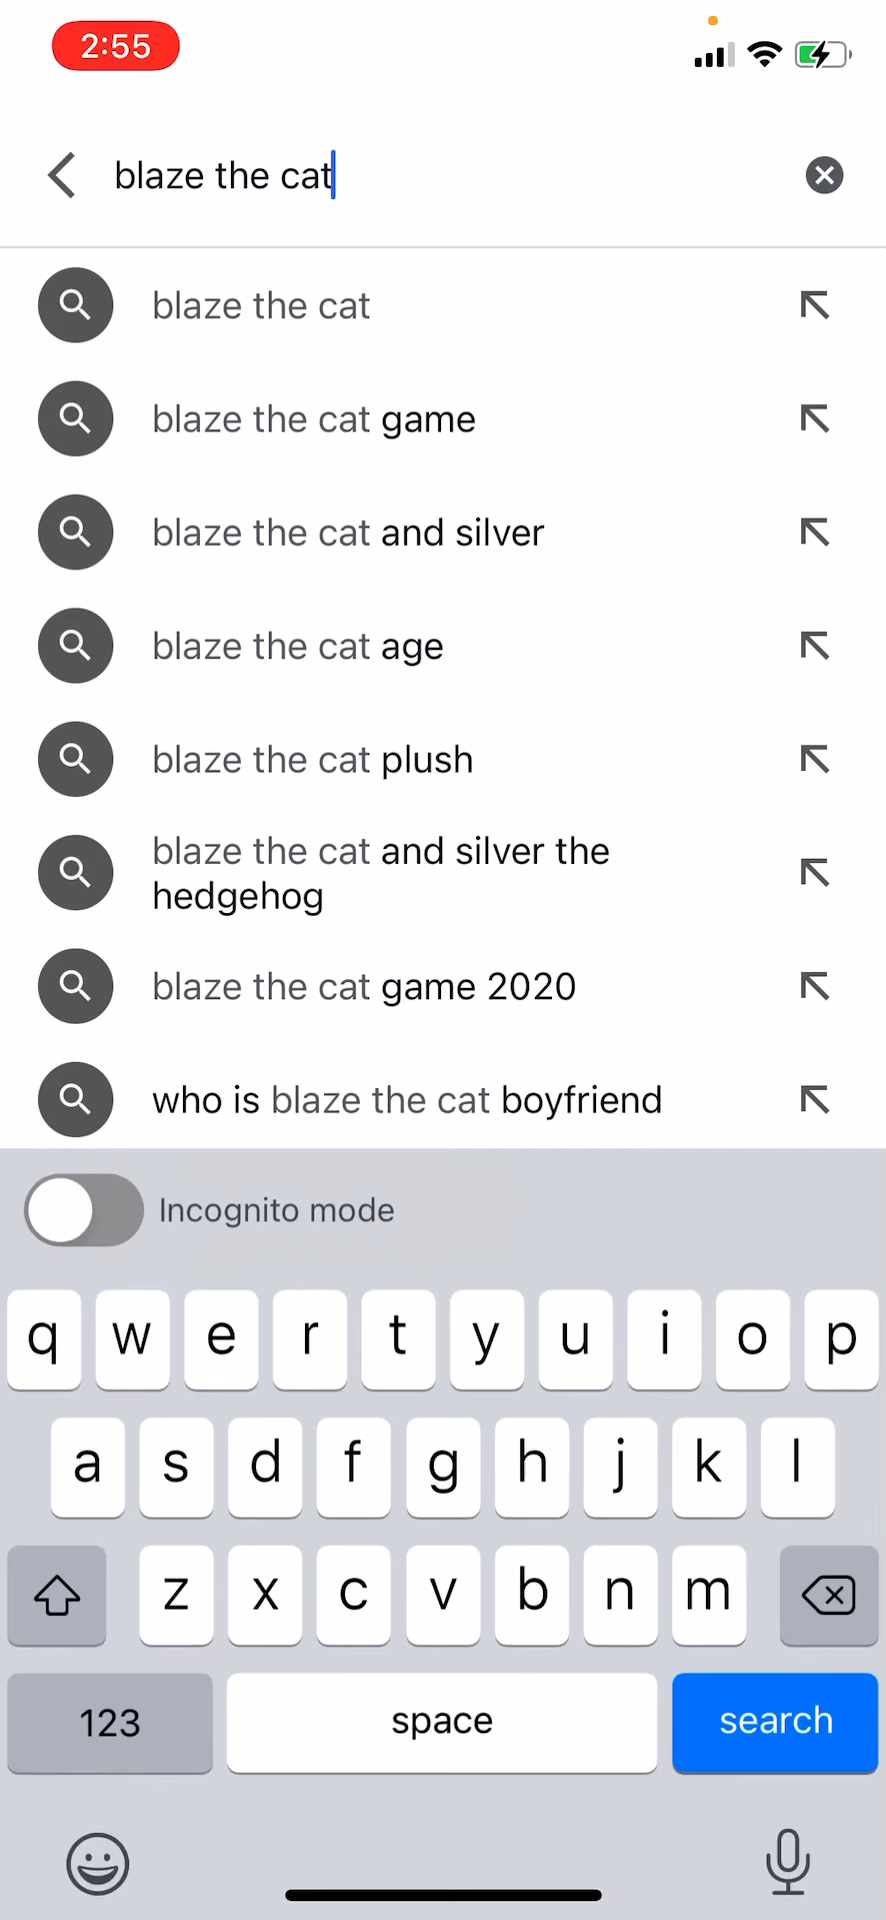 2:55
blaze the cat
blaze the cat
blaze the cat game
blaze the cat and silver
blaze the cat age
blaze the cat plush
blaze the cat and silver the
hedgehog
blaze the cat game 2020
who is blaze the cat boyfriend
Incognito mode
q w e r t y u i o p
a s d f g h j k l
z x c v b n m
123 space search